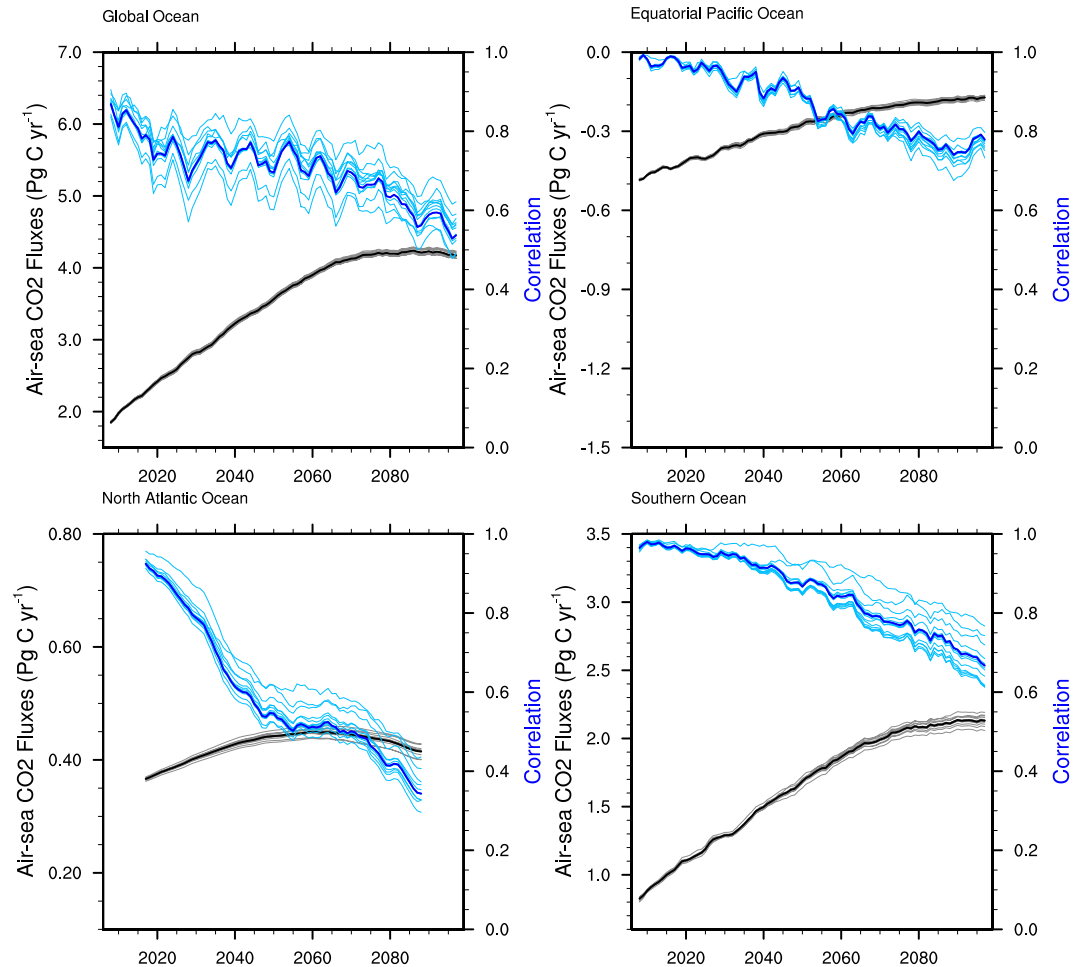 Global Ocean
Equatorial Pacific Ocean
7.0
6.0
5.0
4.0
3.0
2.0
Air-sea CO2 Fluxes (Pg C yr-1)
1.0
0.8
0.6
0.4
0.2
0.0
Correlation
2020 2040 2060 2080
0.0
-0.3
-0.6
-0.9
-1.2
-1.5
Air-sea CO2 Fluxes (Pg C yr-1)
1.0
0.8
0.6
0.4
0.2
0.0
Correlation
2020 2040 2060 2080
North Atlantic Ocean
Southern Ocean
0.80
0.60
0.40
0.20
Air-sea CO2 Fluxes (Pg C yr-1)
1.0
0.8
0.6
0.4
0.2
0.0
Correlation
2020 2040 2060 2080
3.5
3.0
2.5
2.0
1.5
1.0
Air-sea CO2 Fluxes (Pg C yr-1)
1.0
0.8
0.6
0.4
0.2
0.0
Correlation
2020 2040 2060 2080